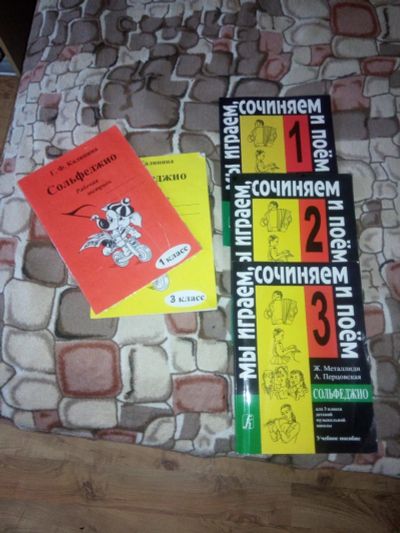 Г. Ф. Калинина
Сольфеджио
Рабочая
тетрадь
1 класс
Калинина
феджио
3 класс
Мы играем,
сочиняем
и поём
1
Мы играем,
сочиняем
и поём
2
Мы играем,
сочиняем
и поём
3
Ж. Металлиди
А. Перцовская
СОЛЬФЕДЖИО
для 3 класса
детской
музыкальной
школы
Учебное пособие